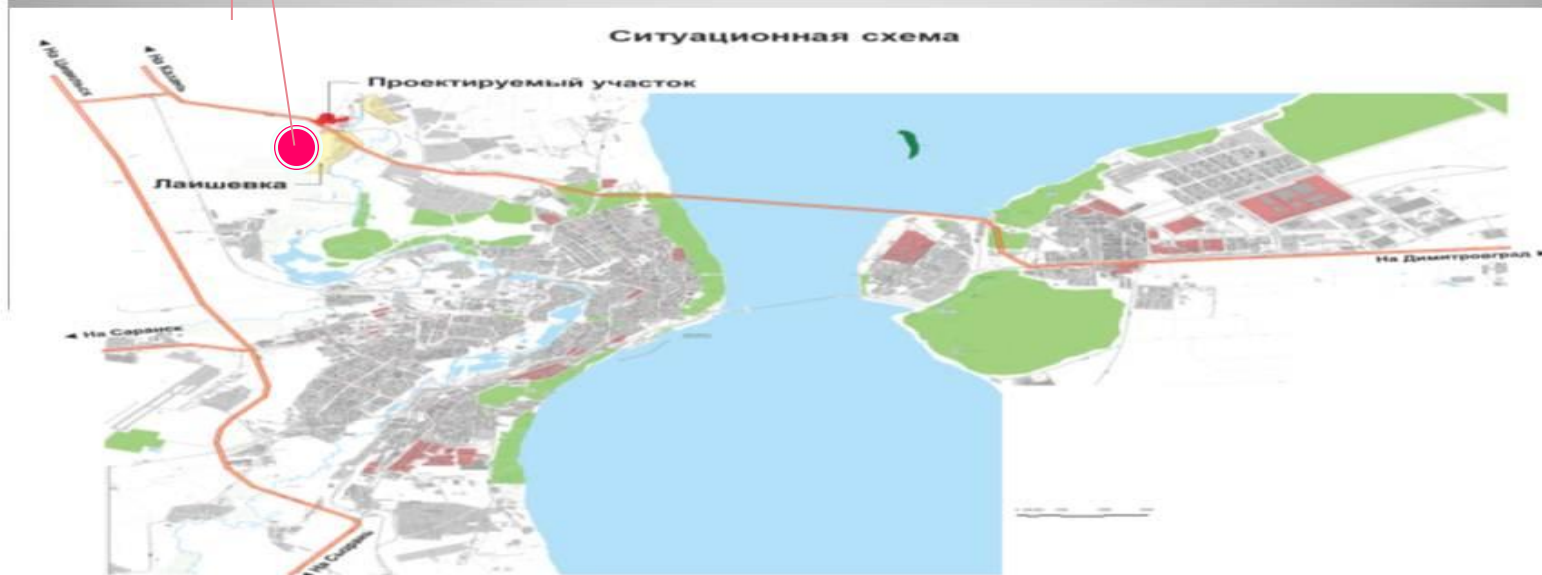 Ситуационная схема
На Цивильск
На Казань
Проектируемый участок
Лаишевка
На Димитровград
На Саранск
На Сызрань